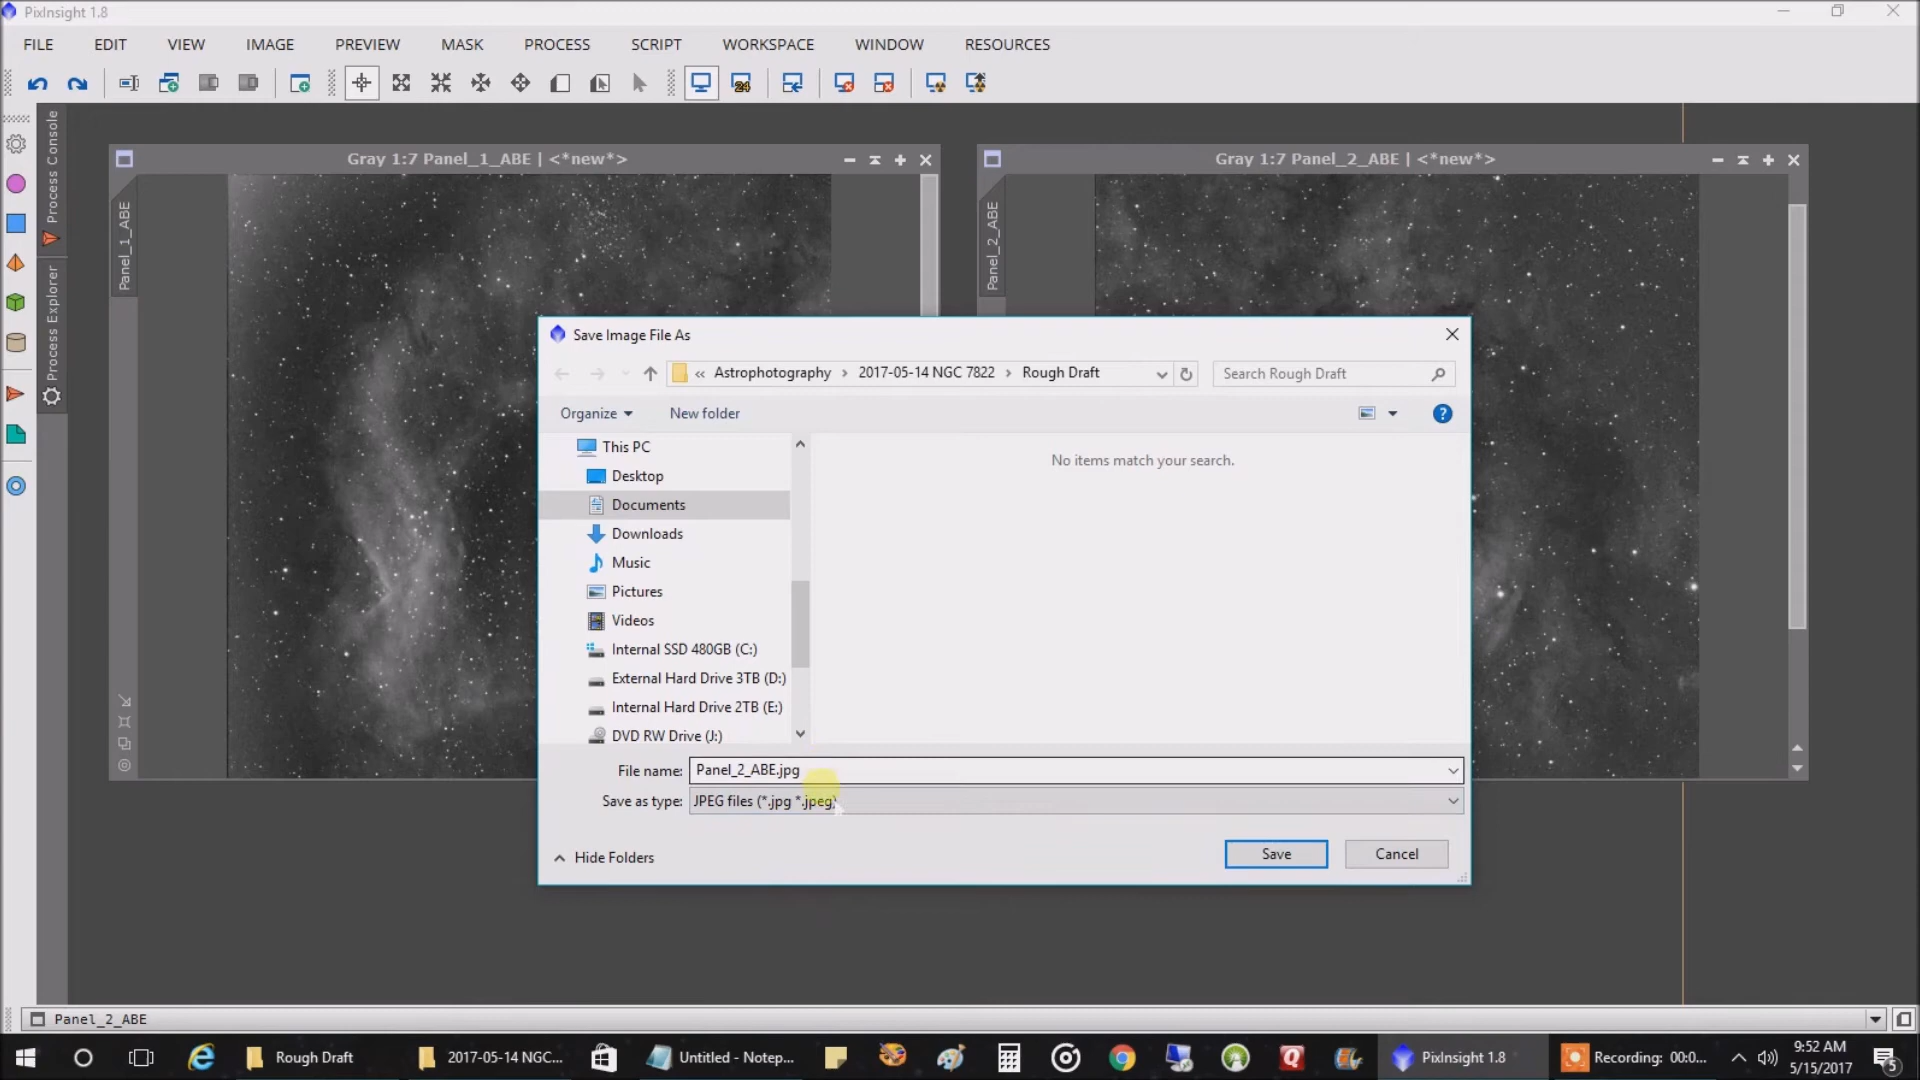 PixInsight 1.8
FILE EDIT VIEW IMAGE PREVIEW MASK PROCESS SCRIPT WORKSPACE WINDOW RESOURCES
24
Process Console
Process Explorer
Gray 1:7 Panel_1_ABE | <*new*>
Panel_1_ABE
Gray 1:7 Panel_2_ABE | <*new*>
Panel_2_ABE
Save Image File As
« Astrophotography › 2017-05-14 NGC 7822 › Rough Draft
Search Rough Draft
Organize New folder
?
This PC
Desktop
Documents
Downloads
Music
Pictures
Videos
Internal SSD 480GB (C:)
External Hard Drive 3TB (D:)
Internal Hard Drive 2TB (E:)
DVD RW Drive (J:)
No items match your search.
File name: Panel_2_ABE.jpg
Save as type: JPEG files (*.jpg *.jpeg)
Hide Folders
Save Cancel
Panel_2_ABE
Rough Draft
2017-05-14 NGC...
Untitled - Notep...
Q
PixInsight 1.8
Recording: 00:0...
9:52 AM
5/15/2017
5